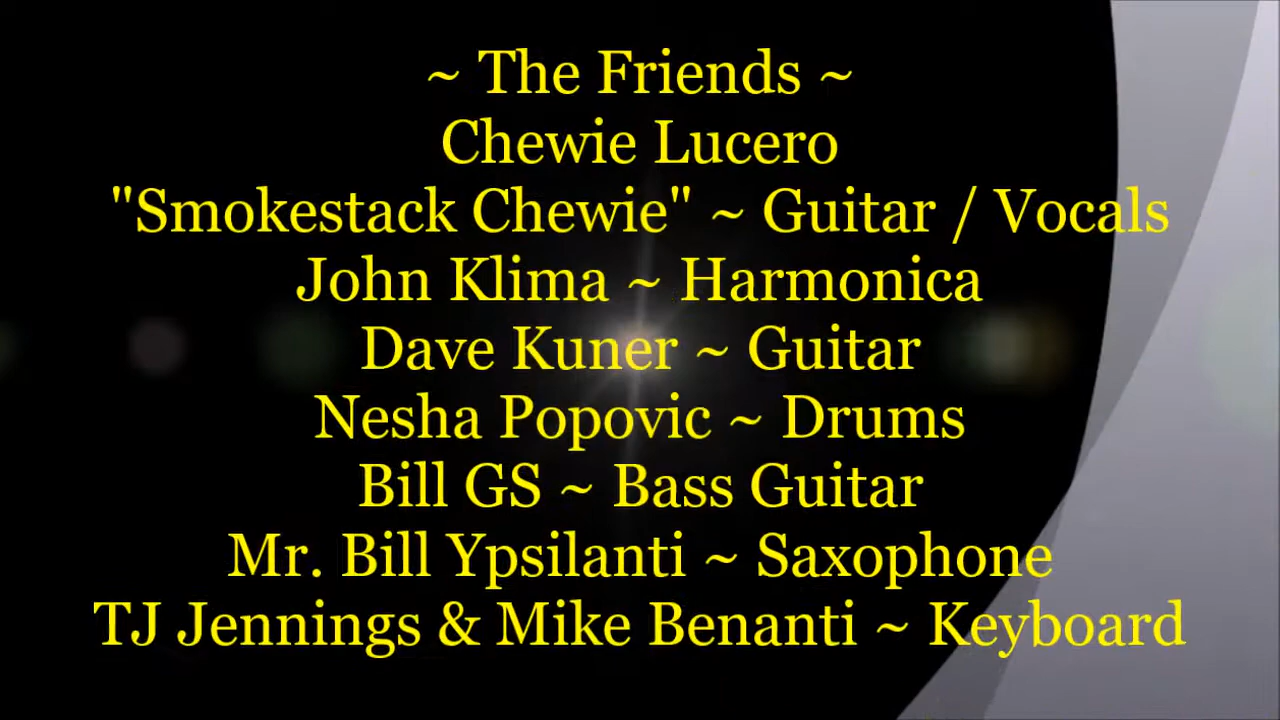 ~ The Friends ~
Chewie Lucero
"Smokestack Chewie" ~ Guitar / Vocals
John Klima ~ Harmonica
Dave Kuner ~ Guitar
Nesha Popovic ~ Drums
Bill GS ~ Bass Guitar
Mr. Bill Ypsilanti ~ Saxophone
TJ Jennings & Mike Benanti ~ Keyboard